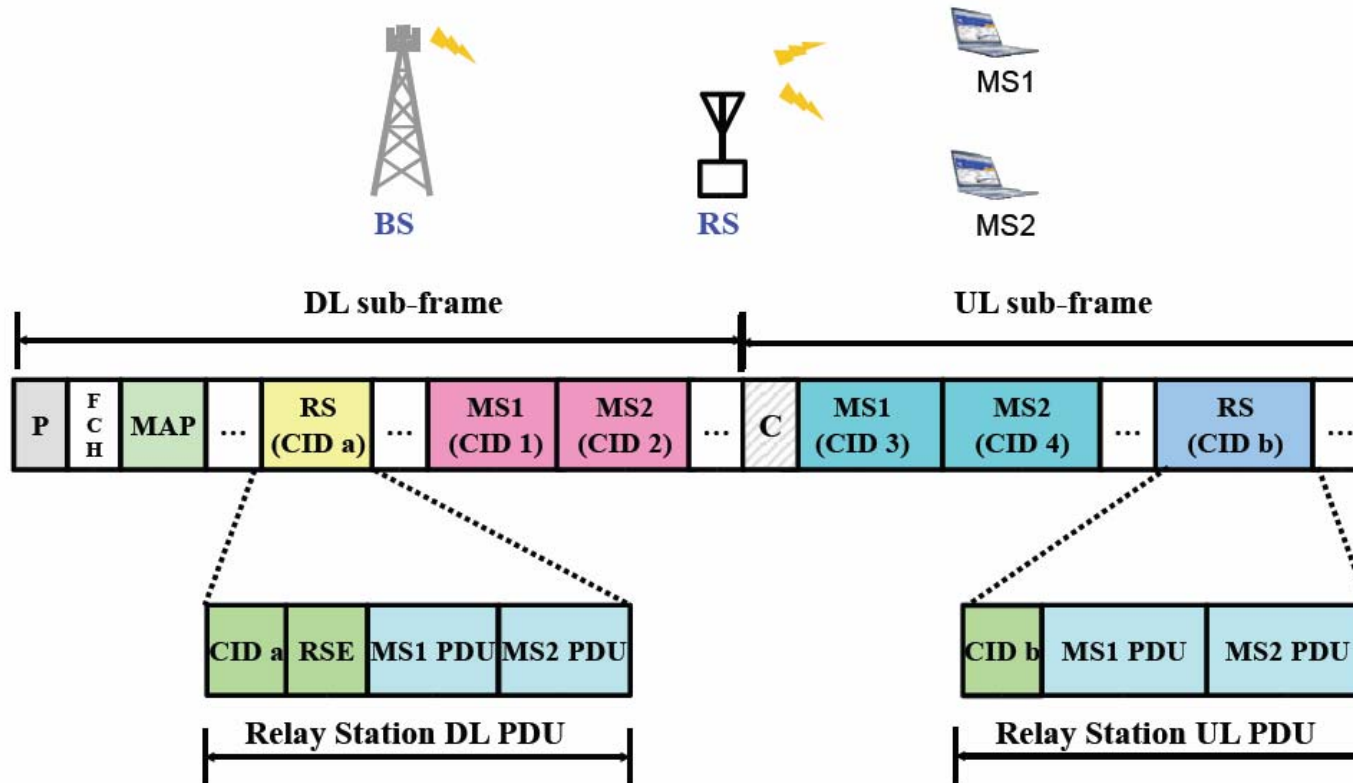 MS1
BS
RS
MS2
DL sub-frame
UL sub-frame
P
F
C
H
MAP
...
RS
(CID a)
...
MS1
(CID 1)
MS2
(CID 2)
...
C
MS1
(CID 3)
MS2
(CID 4)
...
RS
(CID b)
...
CID a
RSE
MS1 PDU
MS2 PDU
CID b
MS1 PDU
MS2 PDU
Relay Station DL PDU
Relay Station UL PDU